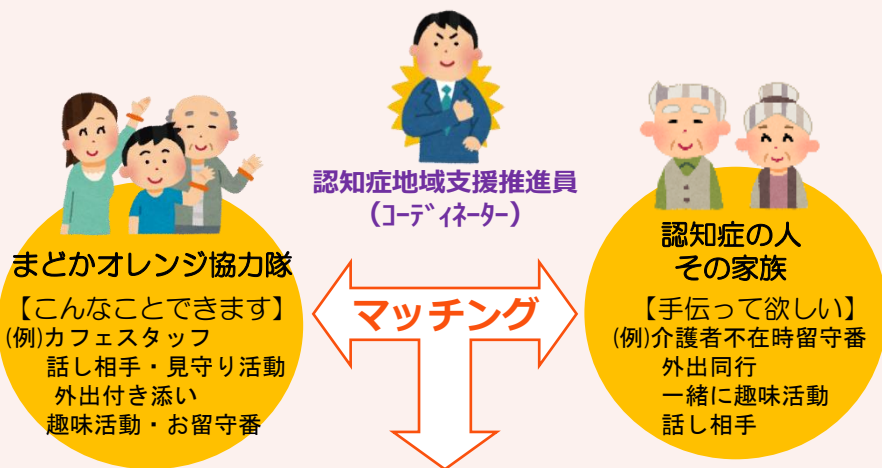 認知症地域支援推進員
(ｺｰﾃﾞｨﾈｰﾀｰ)
まどかオレンジ協力隊
【こんなことできます】
(例)カフェスタッフ
話し相手・見守り活動
外出付き添い
趣味活動・お留守番
マッチング
認知症の人
その家族
【手伝って欲しい】
(例)介護者不在時留守番
外出同行
一緒に趣味活動
話し相手